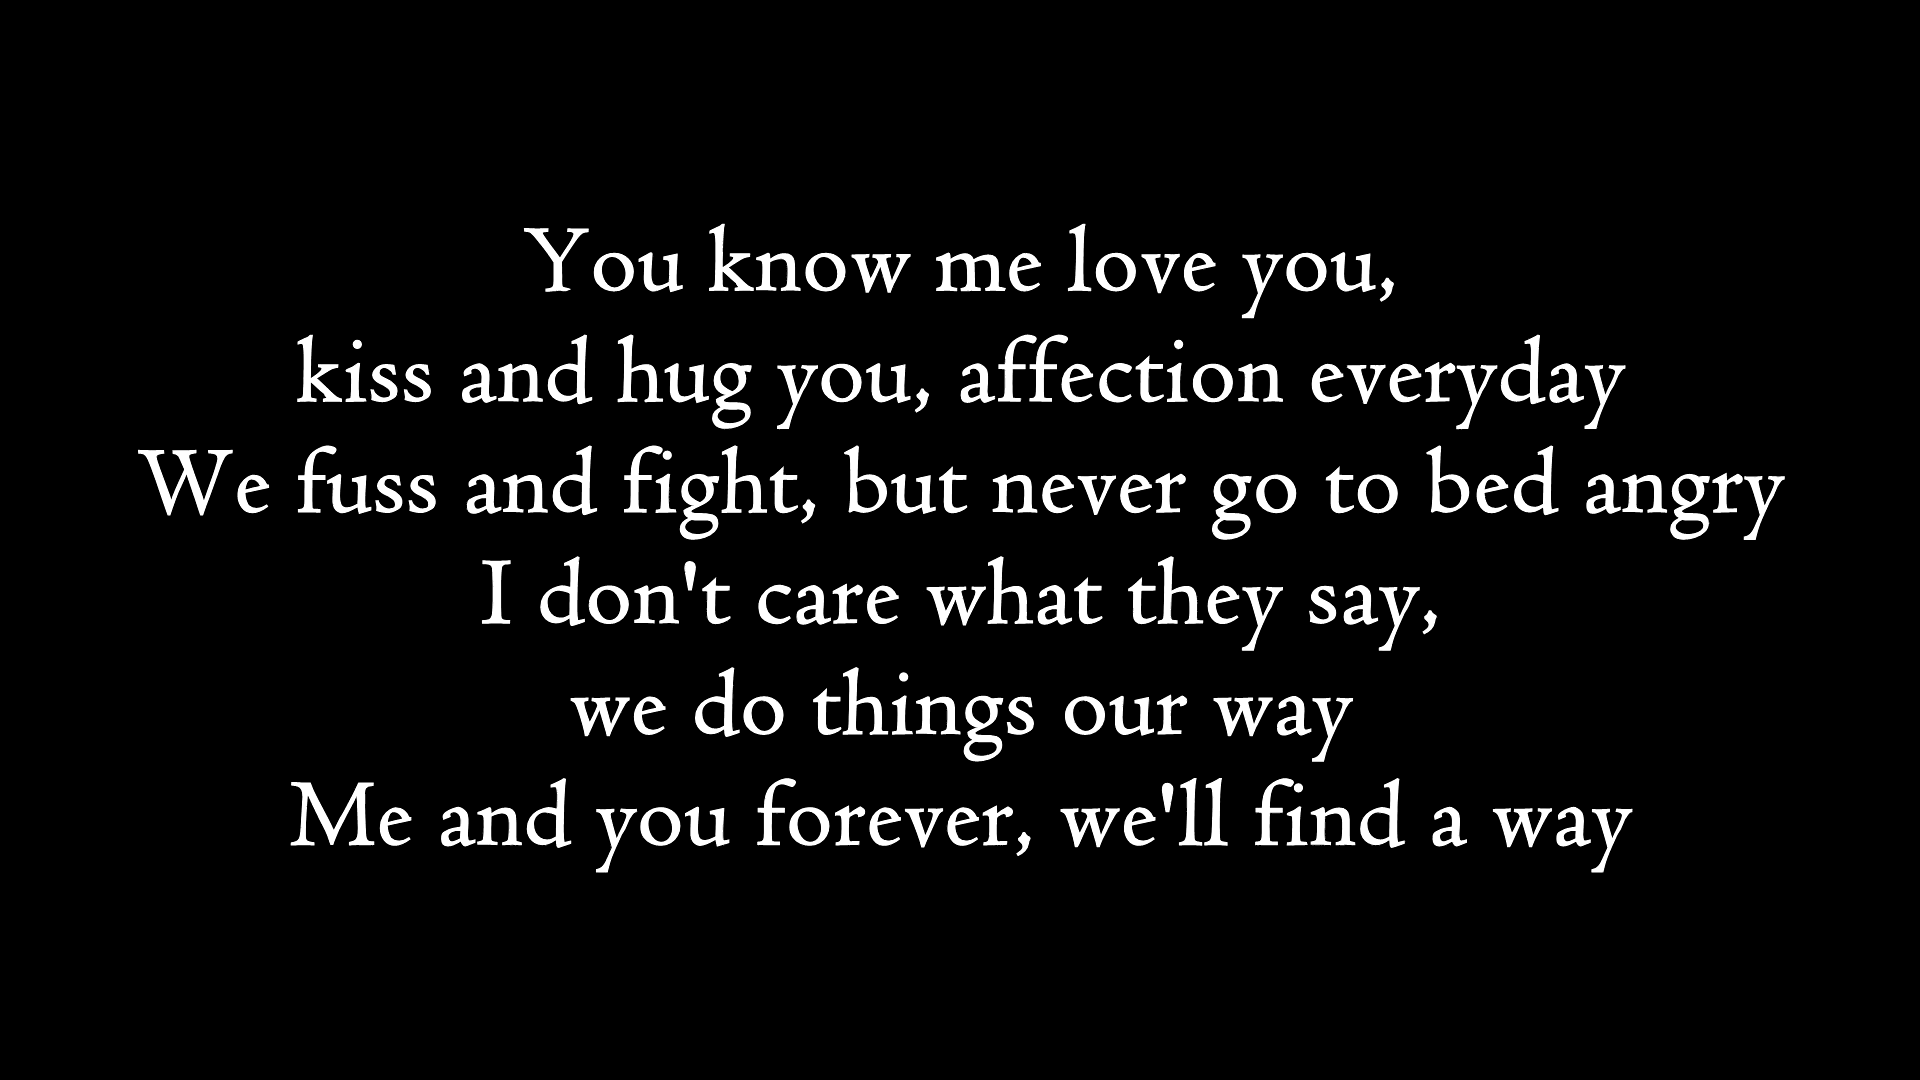 You know me love you,
kiss and hug you, affection everyday
We fuss and fight, but never go to bed angry
I don't care what they say,
we do things our way
Me and you forever, we'll find a way